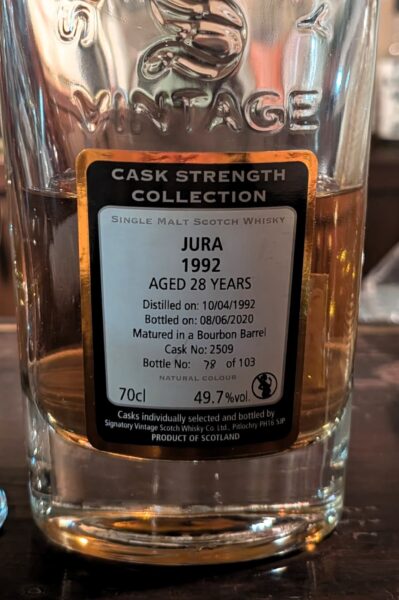 VINTAGE
CASK STRENGTH
COLLECTION
SINGLE MALT SCOTCH WHISKY
JURA
1992
AGED 28 YEARS
Distilled on: 10/04/1992
Bottled on: 08/06/2020
Matured in a Bourbon Barrel
Cask No: 2509
Bottle No: 78 of 103
NATURAL COLOUR
70cl 49.7%vol.
Casks individually selected and bottled by
Signatory Vintage Scotch Whisky Co. Ltd., Pitlochry PH16 5JP
PRODUCT OF SCOTLAND